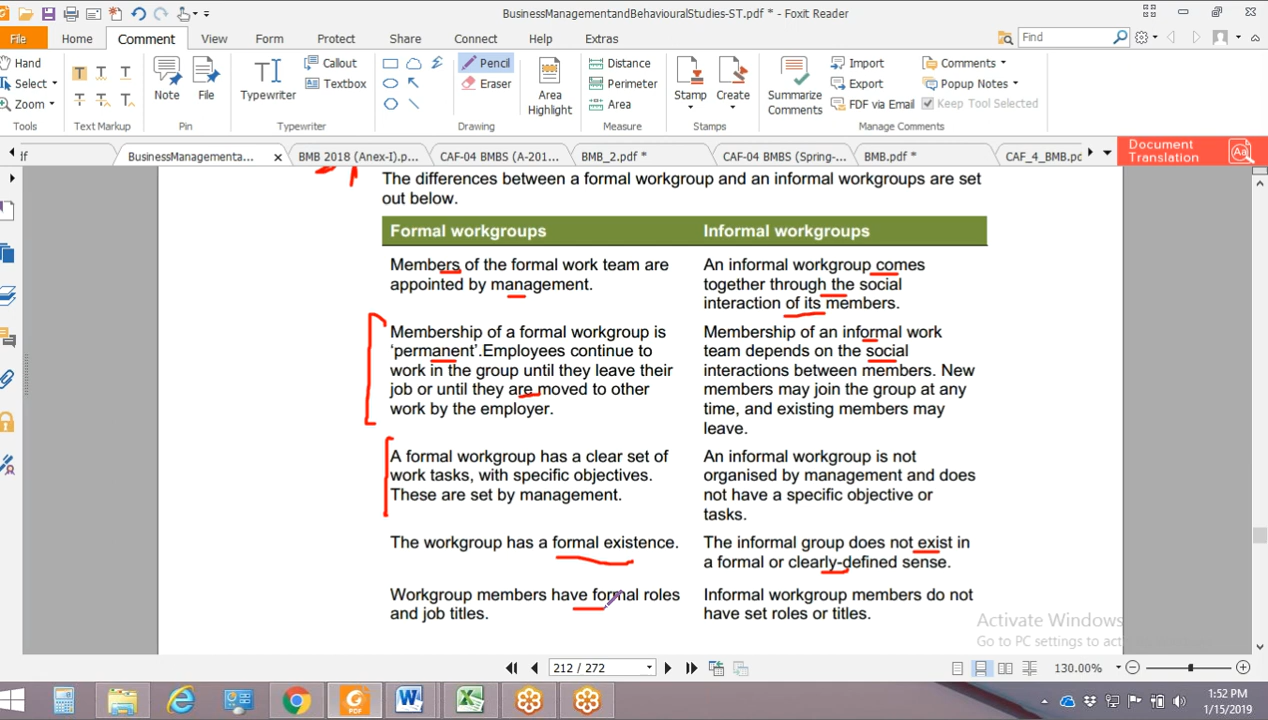 BusinessManagementandBehaviouralStudies-ST.pdf * - Foxit Reader
File Home Comment View Form Protect Share Connect Help Extras Find
Hand
Select
Zoom
Tools
T T T
T T T
Text Markup
Note File
Pin
T Typewriter
Callout
Textbox
Typewriter
Pencil
Eraser
Area Highlight
Drawing
Distance
Perimeter
Area
Measure
Stamp Create
Stamps
Summarize Comments
Import
Export
FDF via Email
Comments
Popup Notes
Keep Tool Selected
Manage Comments
df BusinessManagementa... BMB 2018 (Anex-I).p... CAF-04 BMBS (A-201... BMB_2.pdf * CAF-04 BMBS (Spring-... BMB.pdf * CAF_4_BMB.pd
Document Translation
The differences between a formal workgroup and an informal workgroups are set
out below.
Formal workgroups
Members of the formal work team are
appointed by management.
Informal workgroups
An informal workgroup comes
together through the social
interaction of its members.
Membership of a formal workgroup is
‘permanent’.Employees continue to
work in the group until they leave their
job or until they are moved to other
work by the employer.
Membership of an informal work
team depends on the social
interactions between members. New
members may join the group at any
time, and existing members may
leave.
A formal workgroup has a clear set of
work tasks, with specific objectives.
These are set by management.
An informal workgroup is not
organised by management and does
not have a specific objective or
tasks.
The workgroup has a formal existence.
The informal group does not exist in
a formal or clearly-defined sense.
Workgroup members have formal roles
and job titles.
Informal workgroup members do not
have set roles or titles.
Activate Windows
Go to PC settings to act
212 / 272
130.00%
1:52 PM
1/15/2019